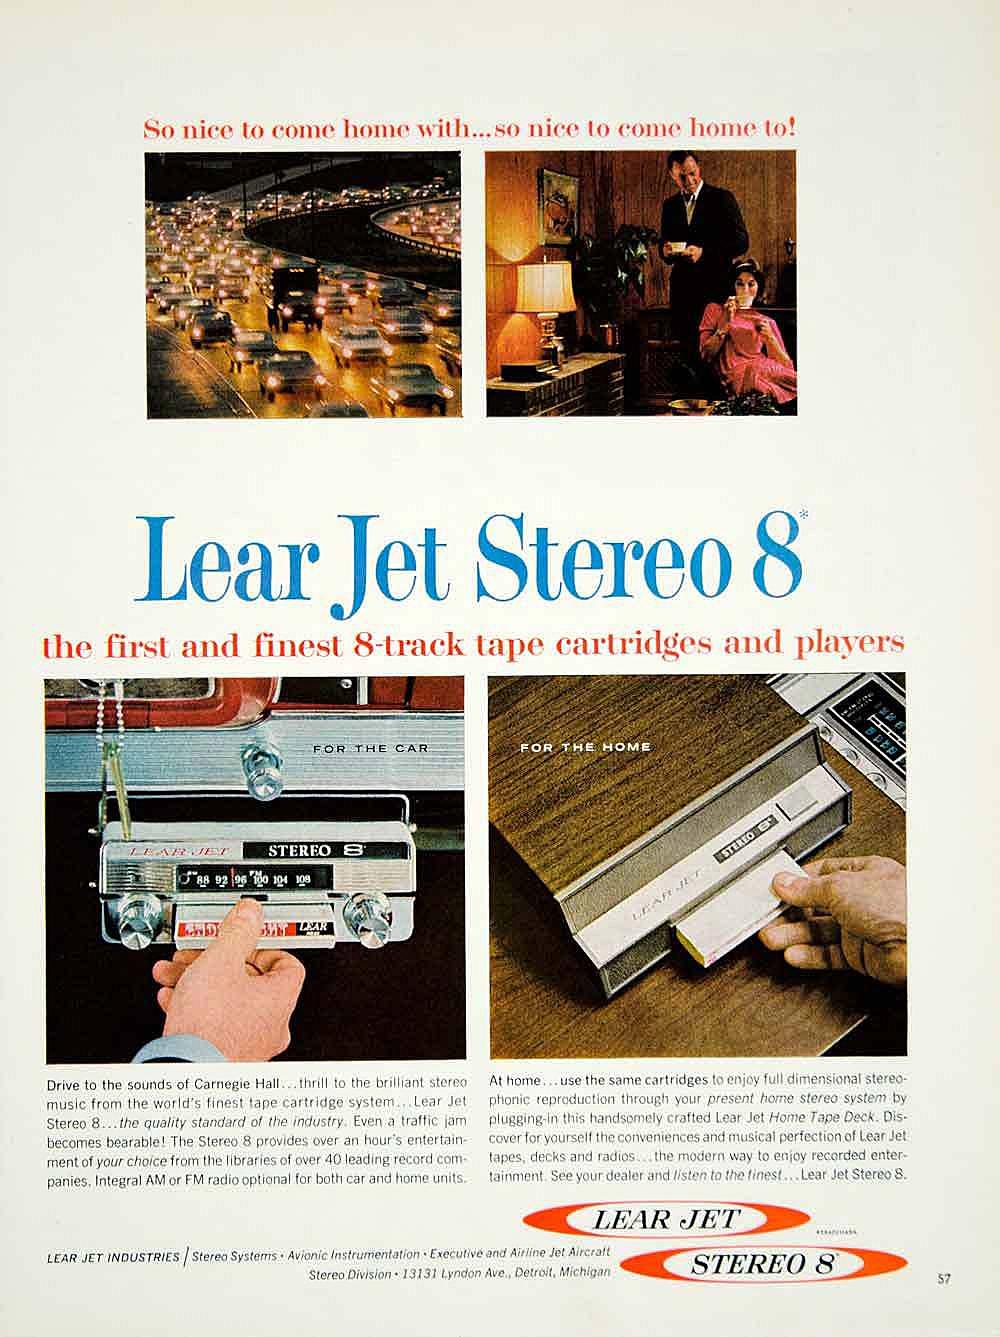 So nice to come home with...so nice to come home to!
Lear Jet Stereo 8*
the first and finest 8-track tape cartridges and players
FOR THE CAR
LEAR JET STEREO 8
FM
88 92 96 100 104 108
LEAR
FOR THE HOME
STEREO 8
LEAR JET
Drive to the sounds of Carnegie Hall...thrill to the brilliant stereo
music from the world's finest tape cartridge system...Lear Jet
Stereo 8...the quality standard of the industry. Even a traffic jam
becomes bearable! The Stereo 8 provides over an hour's entertain-
ment of your choice from the libraries of over 40 leading record com-
panies. Integral AM or FM radio optional for both car and home units.
At home...use the same cartridges to enjoy full dimensional stereo-
phonic reproduction through your present home stereo system by
plugging-in this handsomely crafted Lear Jet Home Tape Deck. Dis-
cover for yourself the conveniences and musical perfection of Lear Jet
tapes, decks and radios...the modern way to enjoy recorded enter-
tainment. See your dealer and listen to the finest...Lear Jet Stereo 8.
LEAR JET
*TRADEMARK
STEREO 8*
LEAR JET INDUSTRIES / Stereo Systems • Avionic Instrumentation • Executive and Airline Jet Aircraft
Stereo Division • 13131 Lyndon Ave., Detroit, Michigan
57